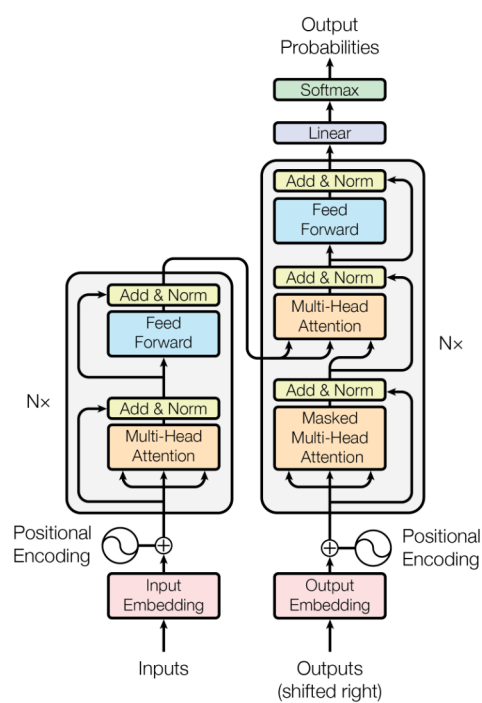 Output
Probabilities
Softmax
Linear
Add & Norm
Feed
Forward
Add & Norm
Multi-Head
Attention
Add & Norm
Masked
Multi-Head
Attention
N×
Add & Norm
Feed
Forward
Add & Norm
Multi-Head
Attention
N×
Positional
Encoding
Positional
Encoding
Input
Embedding
Output
Embedding
Inputs
Outputs
(shifted right)